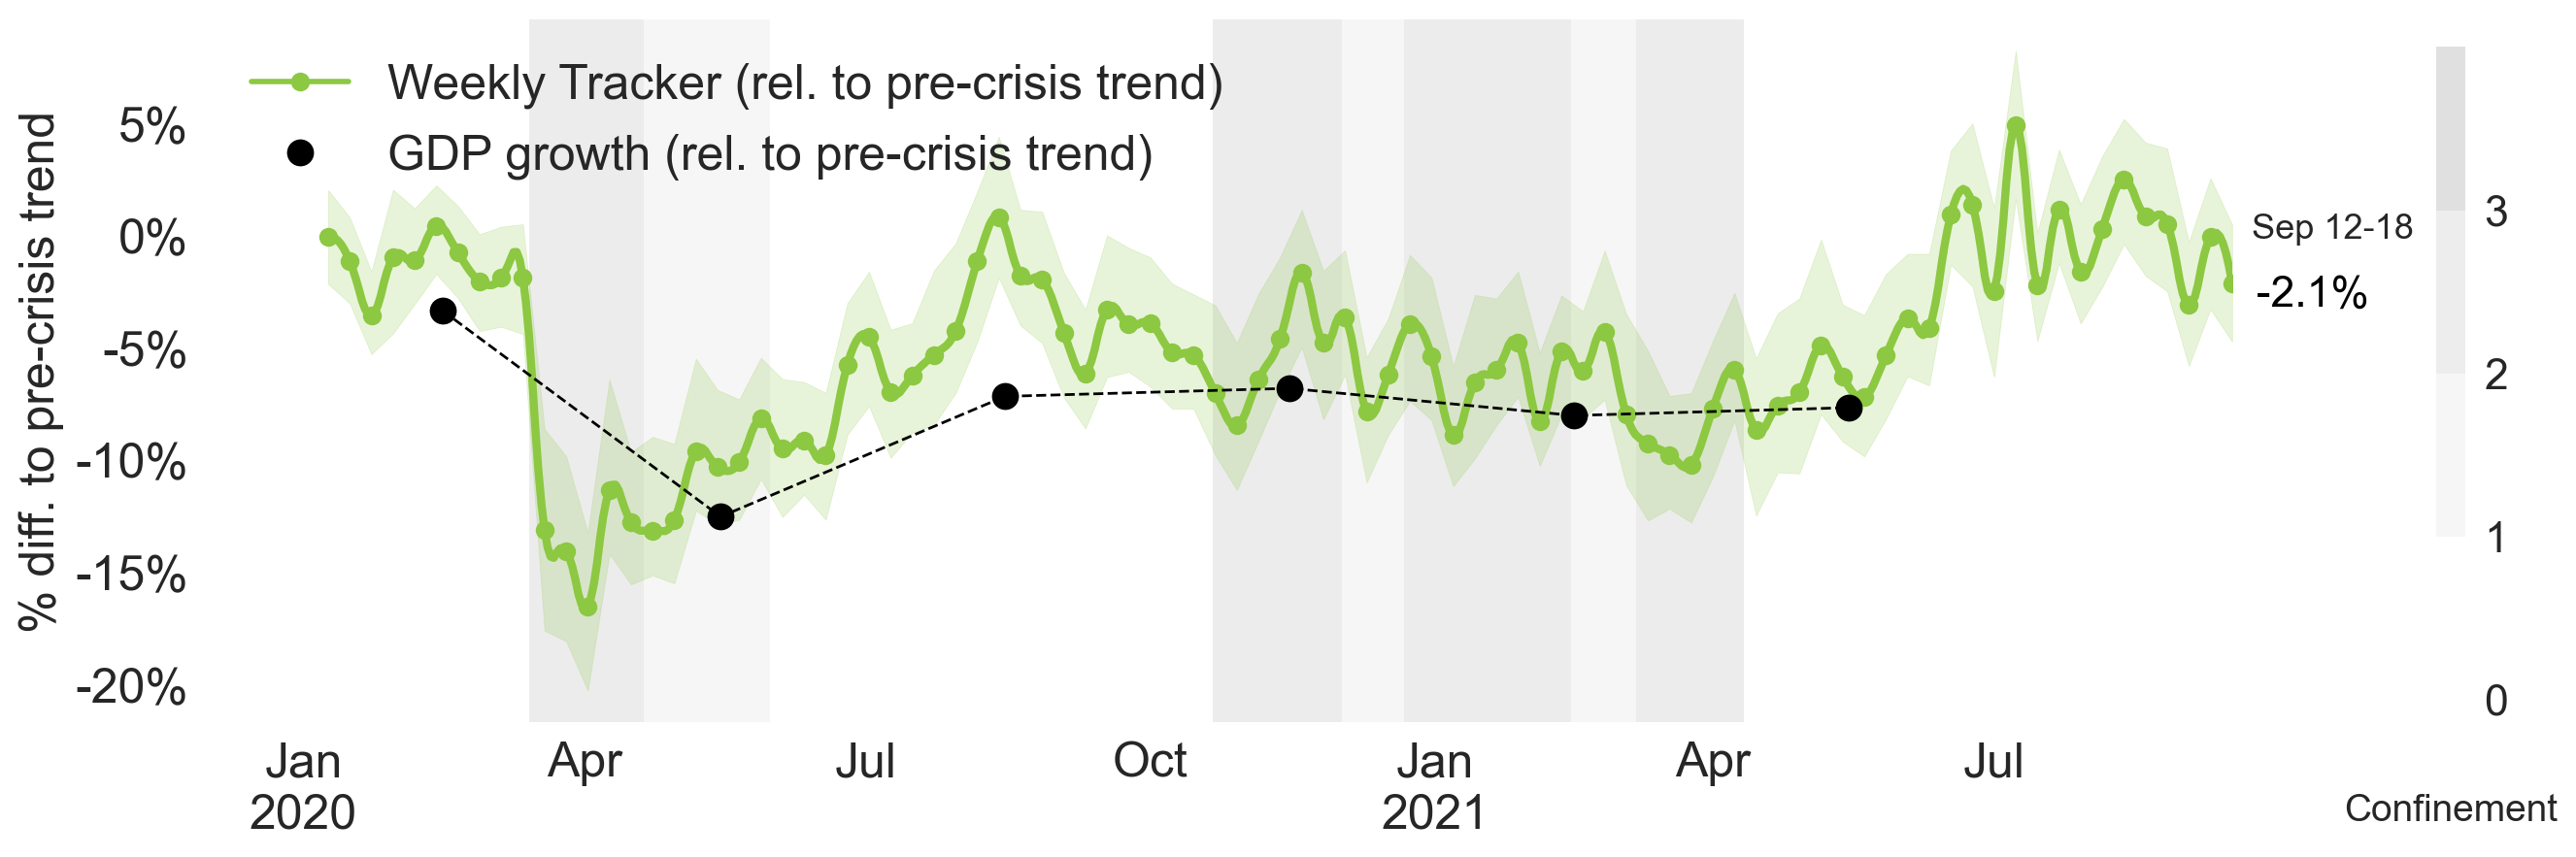 Weekly Tracker (rel. to pre-crisis trend)
GDP growth (rel. to pre-crisis trend)
% diff. to pre-crisis trend
5%
0%
-5%
-10%
-15%
-20%
Jan
2020
Apr
Jul
Oct
Jan
2021
Apr
Jul
Sep 12-18
-2.1%
3
2
1
0
Confinement